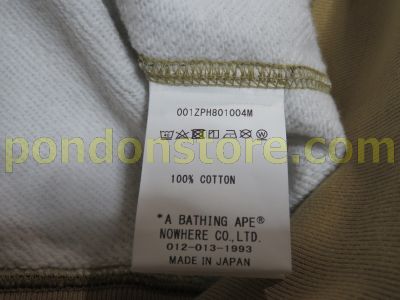 001ZPH801004M
pondonstore.com
100% COTTON
*A BATHING APE®
NOWHERE CO.,LTD.
012-013-1993
MADE IN JAPAN